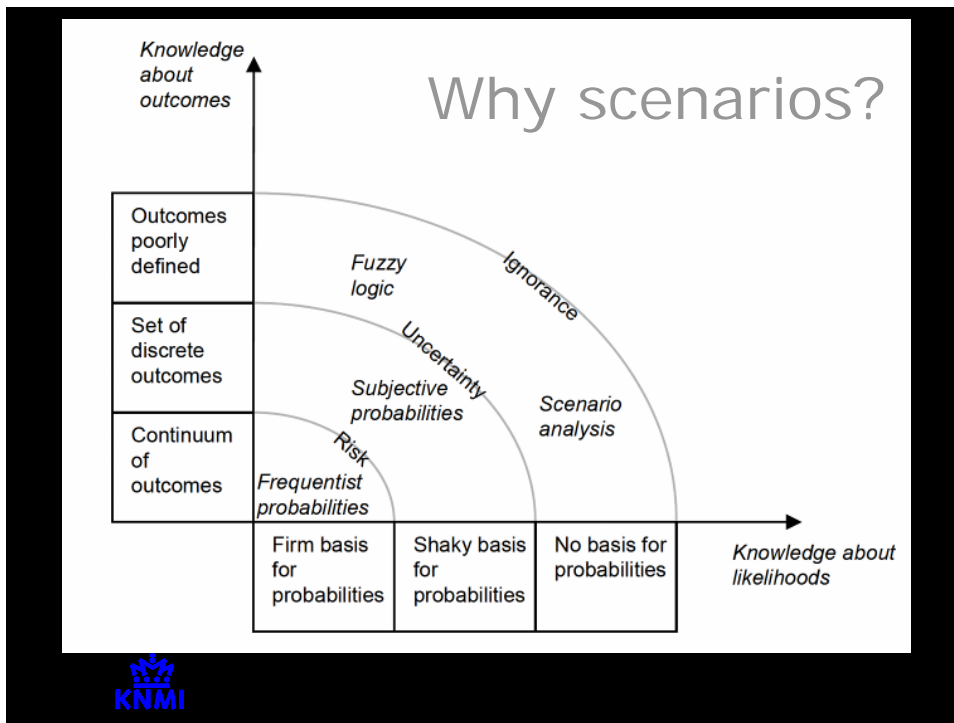 Knowledge
about
outcomes
Why scenarios?
Outcomes
poorly
defined
Set of
discrete
outcomes
Continuum
of
outcomes
Fuzzy
logic
Ignorance
Uncertainty
Subjective
probabilities
Scenario
analysis
Risk
Frequentist
probabilities
Firm basis
for
probabilities
Shaky basis
for
probabilities
No basis for
probabilities
Knowledge about
likelihoods
KNMI